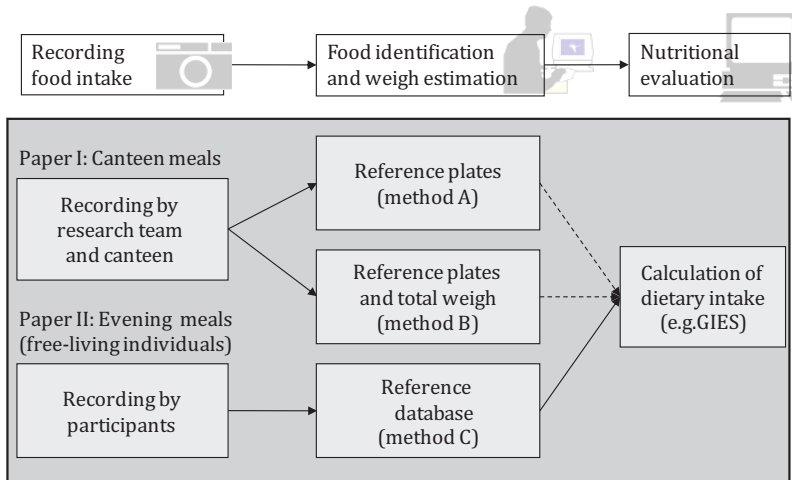 Recording
food intake
Food identification
and weigh estimation
Nutritional
evaluation
Paper I: Canteen meals
Recording by
research team
and canteen
Reference plates
(method A)
Reference plates
and total weigh
(method B)
Calculation of
dietary intake
(e.g.GIES)
Paper II: Evening meals
(free-living individuals)
Recording by
participants
Reference
database
(method C)